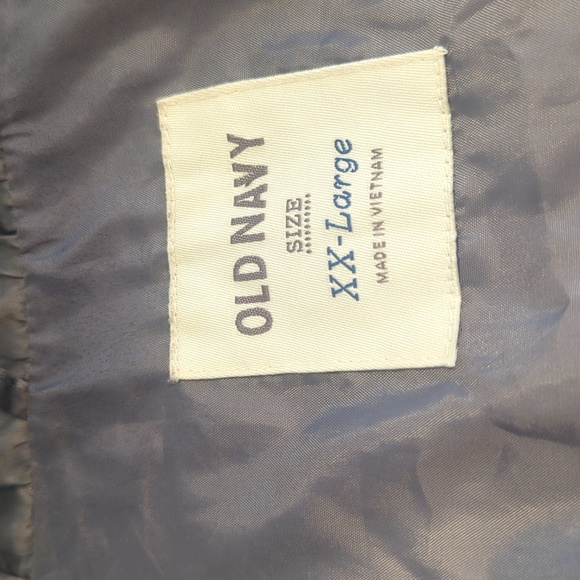 OLD NAVY
SIZE
XX-Large
MADE IN VIETNAM